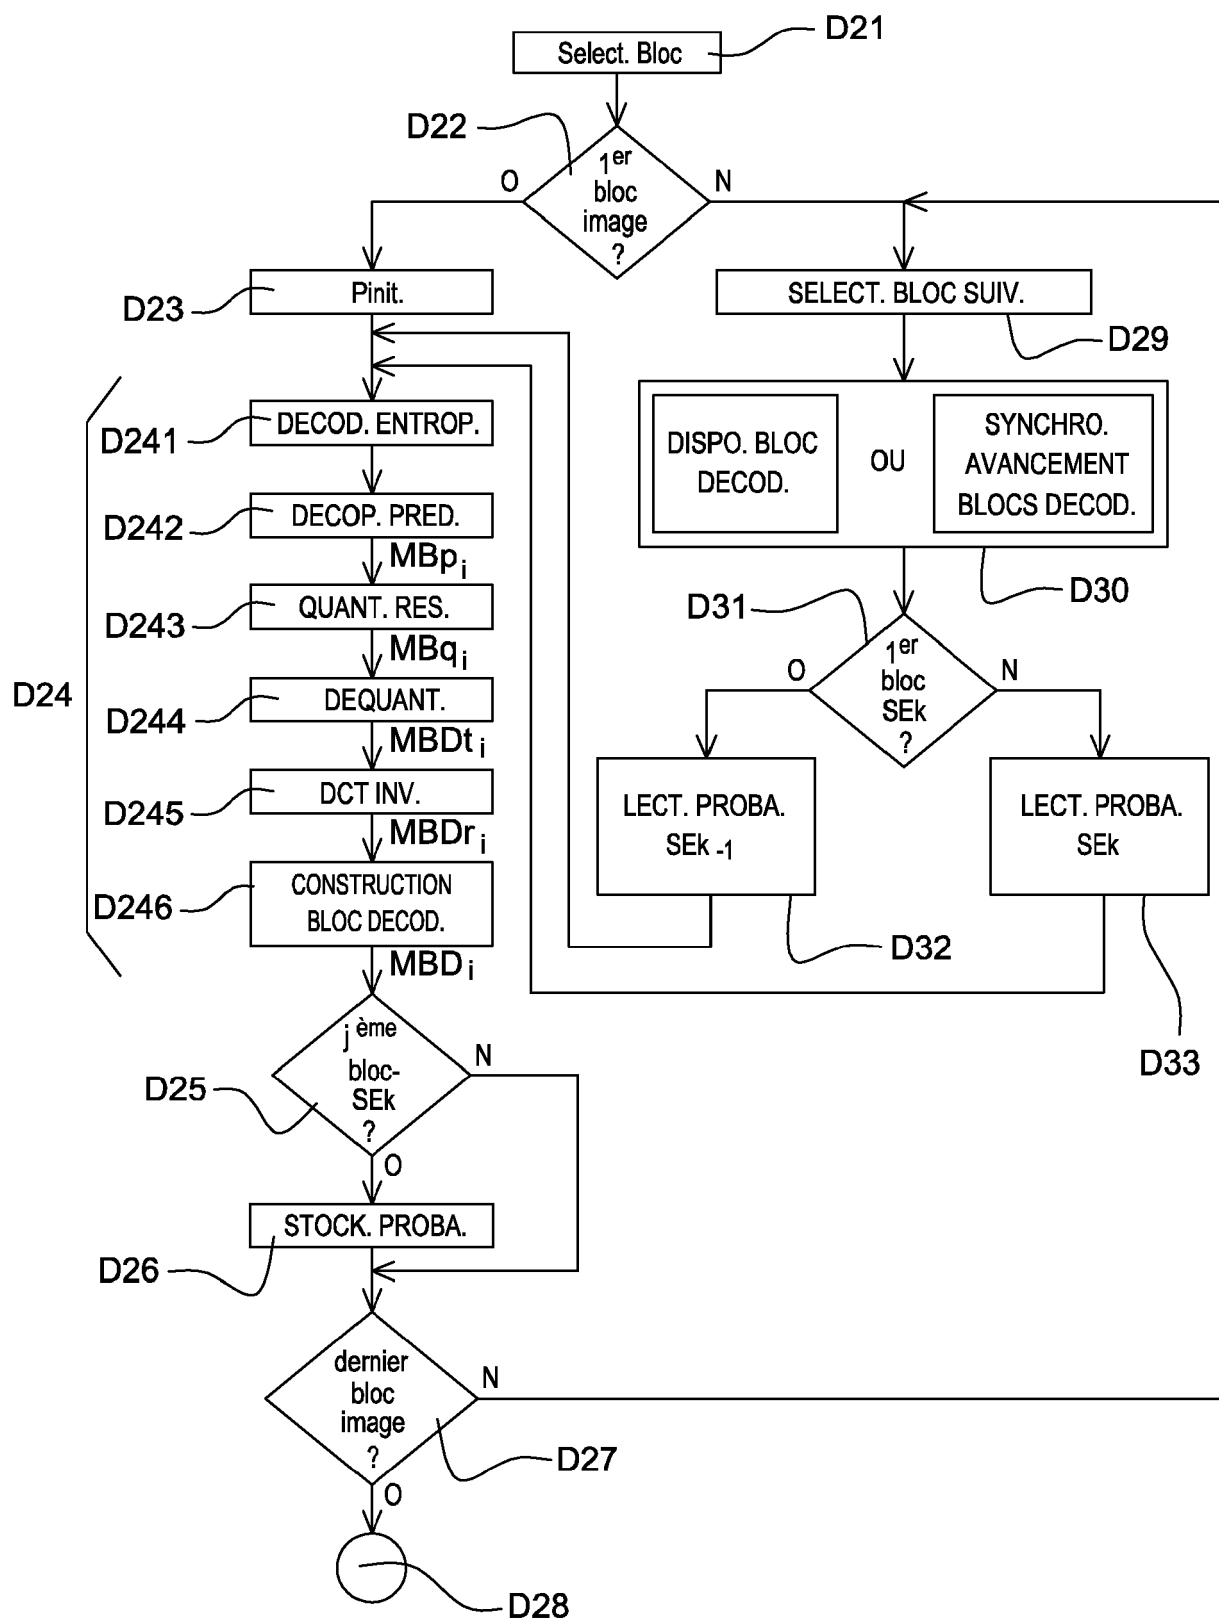 D21
Select. Bloc
D22
1er
bloc
image
?
O
N
D23
Pinit.
SELECT. BLOC SUIV.
D29
D24
D241
DECOD. ENTROP.
D242
DECOP. PRED.
MBpi
D243
QUANT. RES.
MBqi
D244
DEQUANT.
MBDti
D245
DCT INV.
MBDri
D246
CONSTRUCTION
BLOC DECOD.
MBDi
DISPO. BLOC
DECOD.
OU
SYNCHRO.
AVANCEMENT
BLOCS DECOD.
D30
D31
1er
bloc
SEk
?
O
N
LECT. PROBA.
SEk-1
D32
LECT. PROBA.
SEk
D33
D25
jème
bloc-
SEk
?
N
O
D26
STOCK. PROBA.
dernier
bloc
image
?
N
D27
O
D28